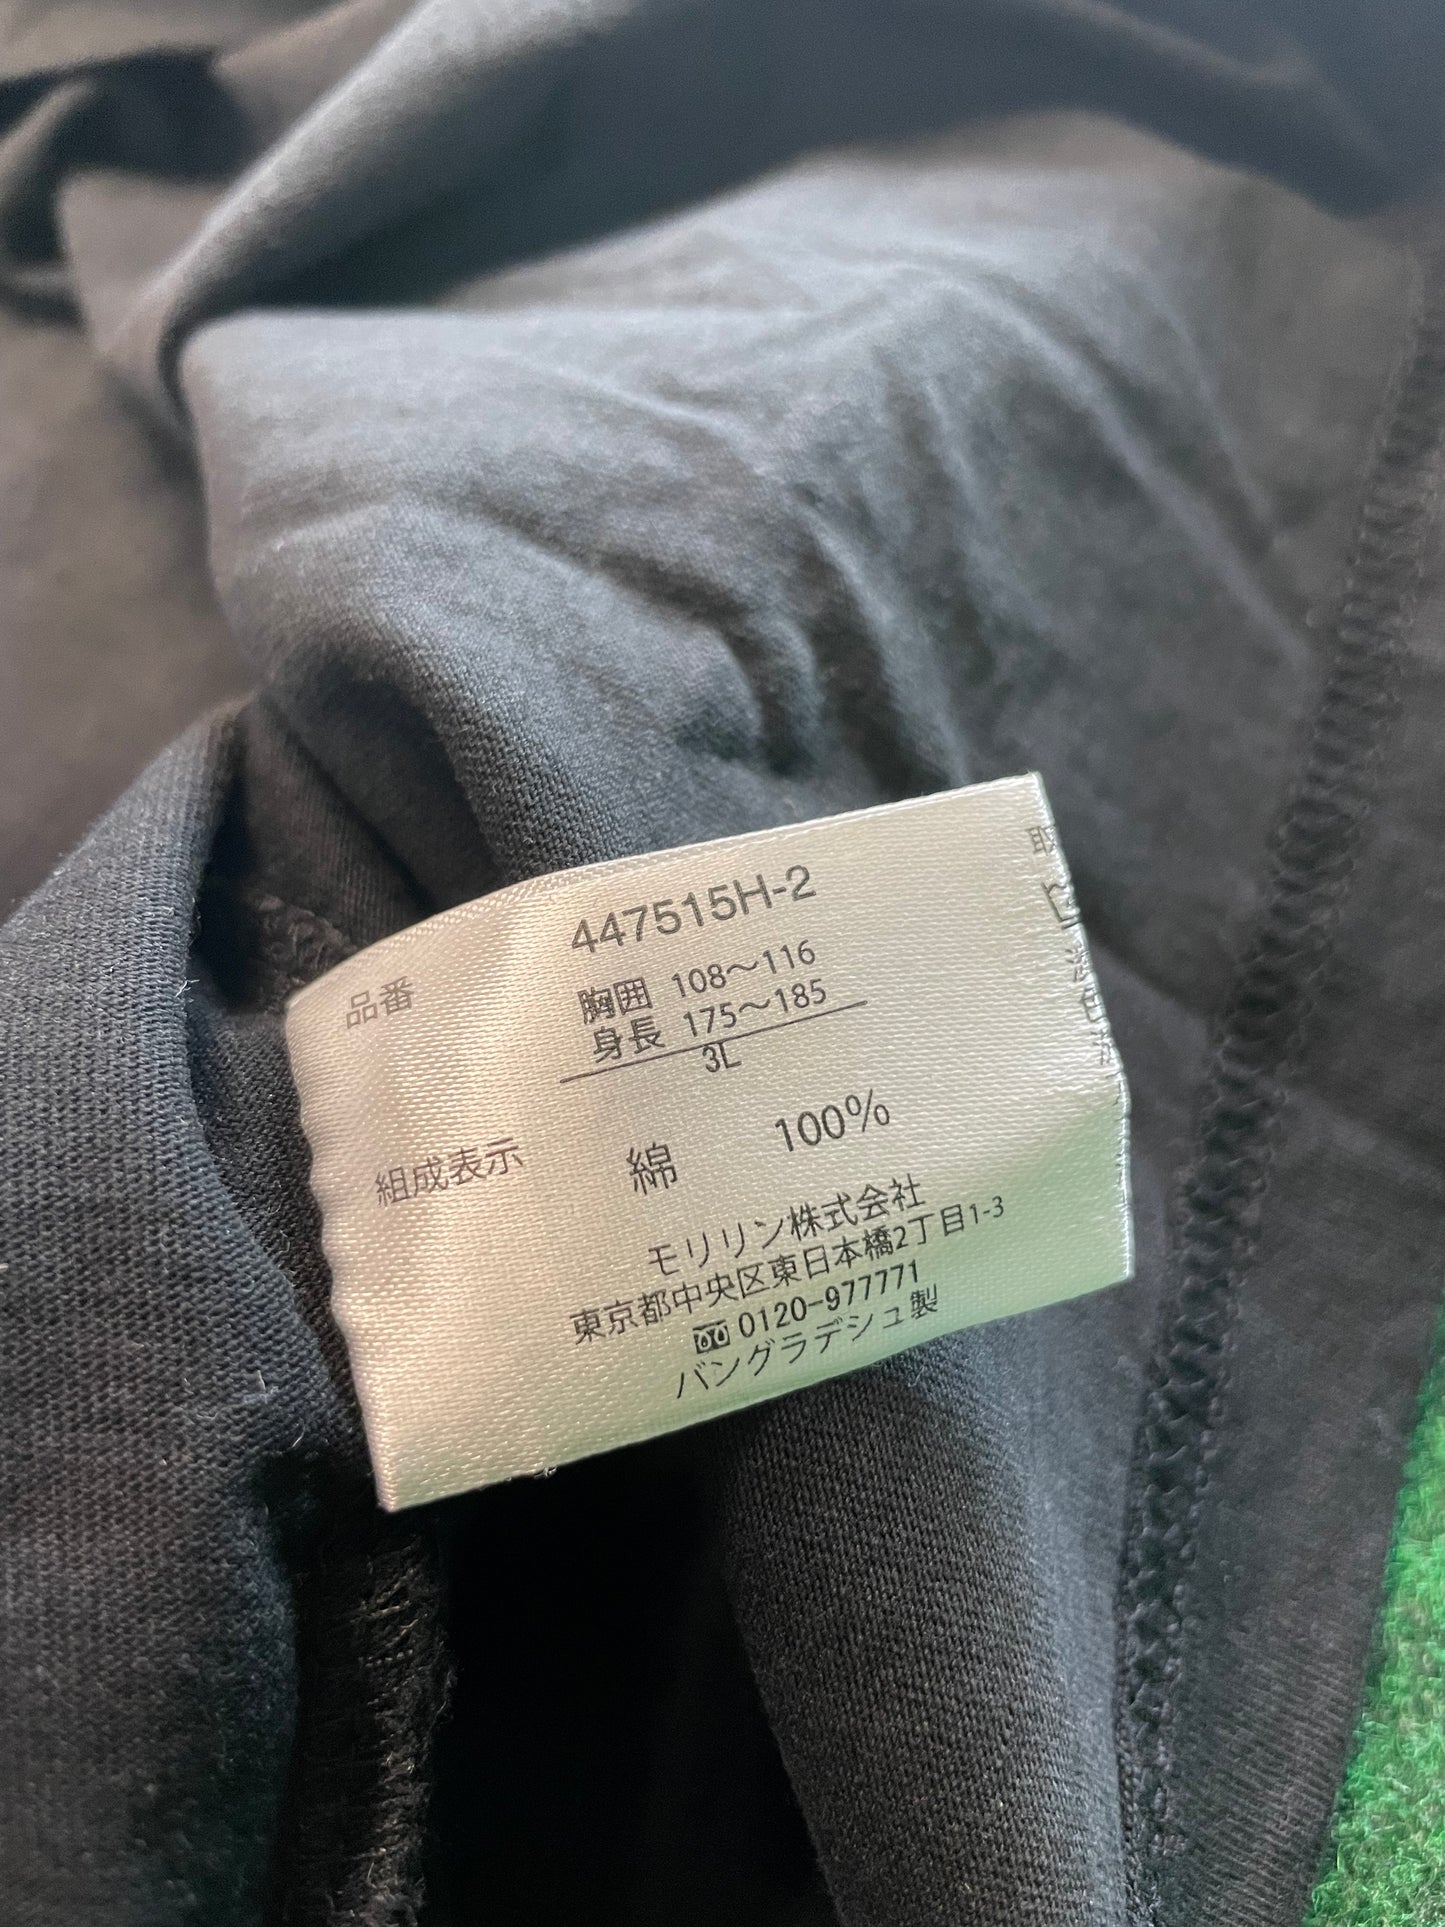 品番 447515H-2
胸囲 108〜116
身長 175〜185
3L
組成表示 綿 100%
モリリン株式会社
東京都中央区東日本橋2丁目1-3
0120-977771
バングラデシュ製